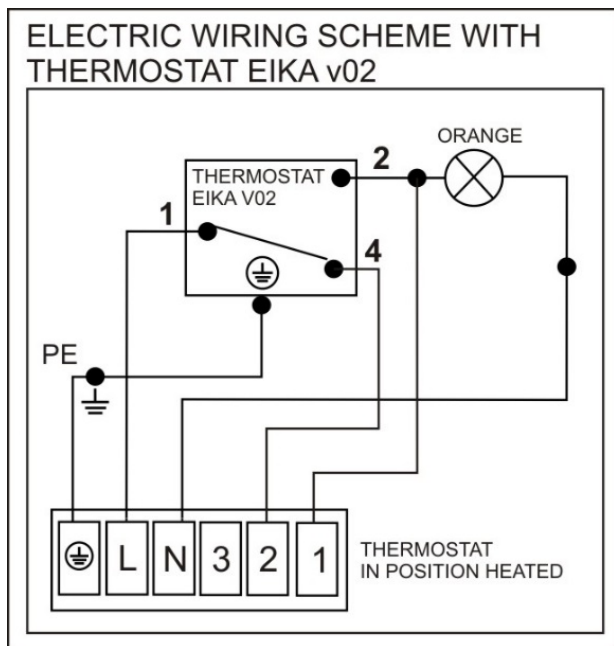 ELECTRIC WIRING SCHEME WITH
THERMOSTAT EIKA v02
ORANGE
2
THERMOSTAT
EIKA V02
1
4
PE
L N 3 2 1
THERMOSTAT
IN POSITION HEATED